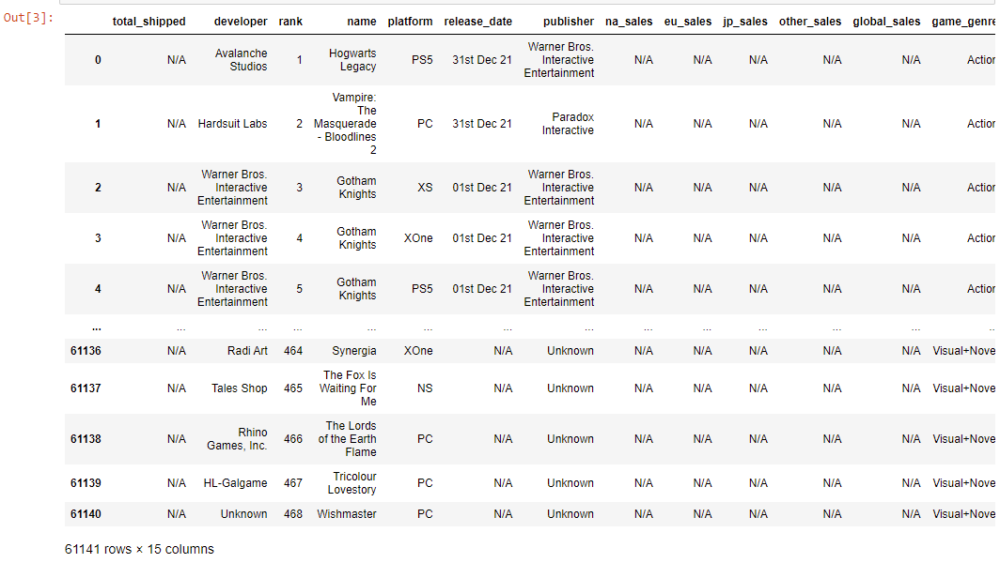 Out[3]:
total_shipped developer rank name platform release_date publisher na_sales eu_sales jp_sales other_sales global_sales game_genre
0 N/A Avalanche Studios 1 Hogwarts Legacy PS5 31st Dec 21 Warner Bros. Interactive Entertainment N/A N/A N/A N/A N/A Action
1 N/A Hardsuit Labs 2 Vampire: The Masquerade - Bloodlines 2 PC 31st Dec 21 Paradox Interactive N/A N/A N/A N/A N/A Action
2 N/A Warner Bros. Interactive Entertainment 3 Gotham Knights XS 01st Dec 21 Warner Bros. Interactive Entertainment N/A N/A N/A N/A N/A Action
3 N/A Warner Bros. Interactive Entertainment 4 Gotham Knights XOne 01st Dec 21 Warner Bros. Interactive Entertainment N/A N/A N/A N/A N/A Action
4 N/A Warner Bros. Interactive Entertainment 5 Gotham Knights PS5 01st Dec 21 Warner Bros. Interactive Entertainment N/A N/A N/A N/A N/A Action
... ... ... ... ... ... ... ... ... ... ... ... ... ...
61136 N/A Radi Art 464 Synergia XOne N/A Unknown N/A N/A N/A N/A N/A Visual+Nove
61137 N/A Tales Shop 465 The Fox Is Waiting For Me NS N/A Unknown N/A N/A N/A N/A N/A Visual+Nove
61138 N/A Rhino Games, Inc. 466 The Lords of the Earth Flame PC N/A Unknown N/A N/A N/A N/A N/A Visual+Nove
61139 N/A HL-Galgame 467 Tricolour Lovestory PC N/A Unknown N/A N/A N/A N/A N/A Visual+Nove
61140 N/A Unknown 468 Wishmaster PC N/A Unknown N/A N/A N/A N/A N/A Visual+Nove
61141 rows × 15 columns